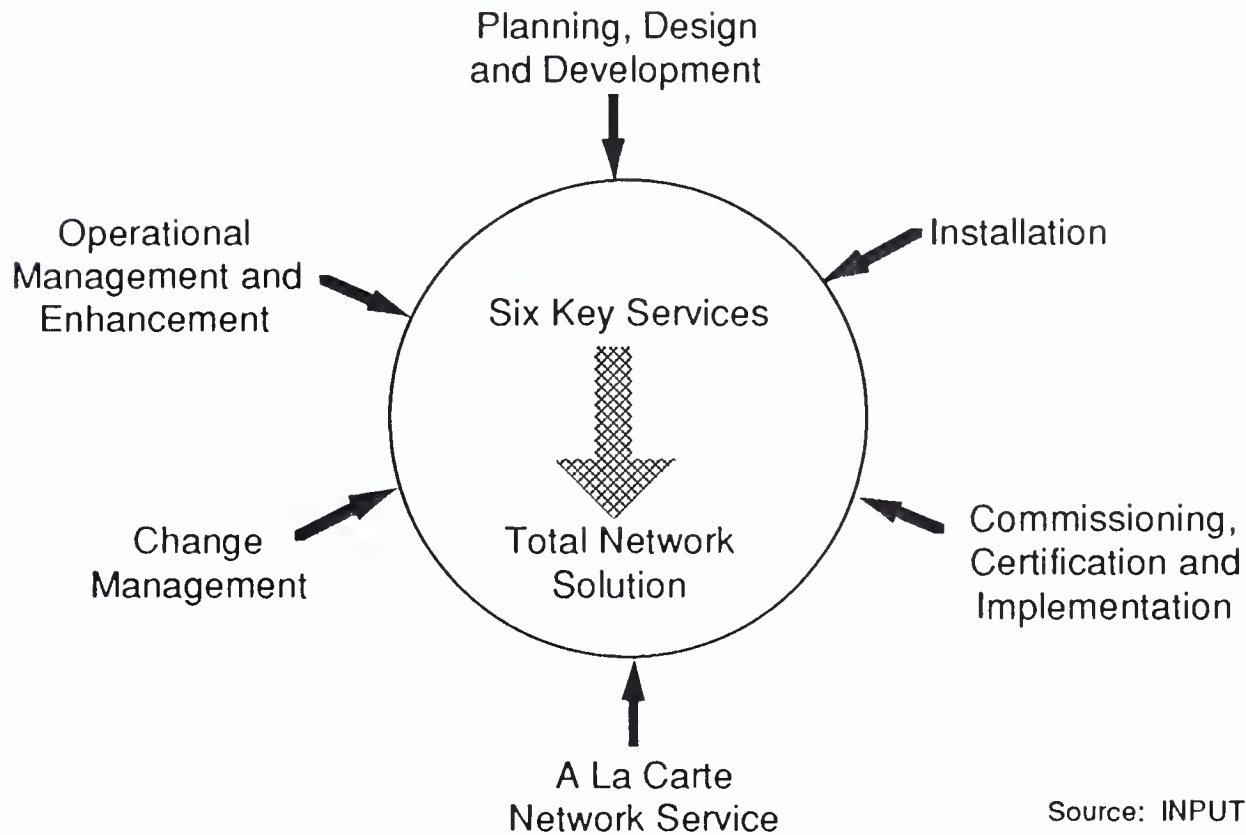 Planning, Design
and Development
Installation
Operational
Management and
Enhancement
Six Key Services
Total Network
Solution
Commissioning,
Certification and
Implementation
Change
Management
A La Carte
Network Service
Source: INPUT